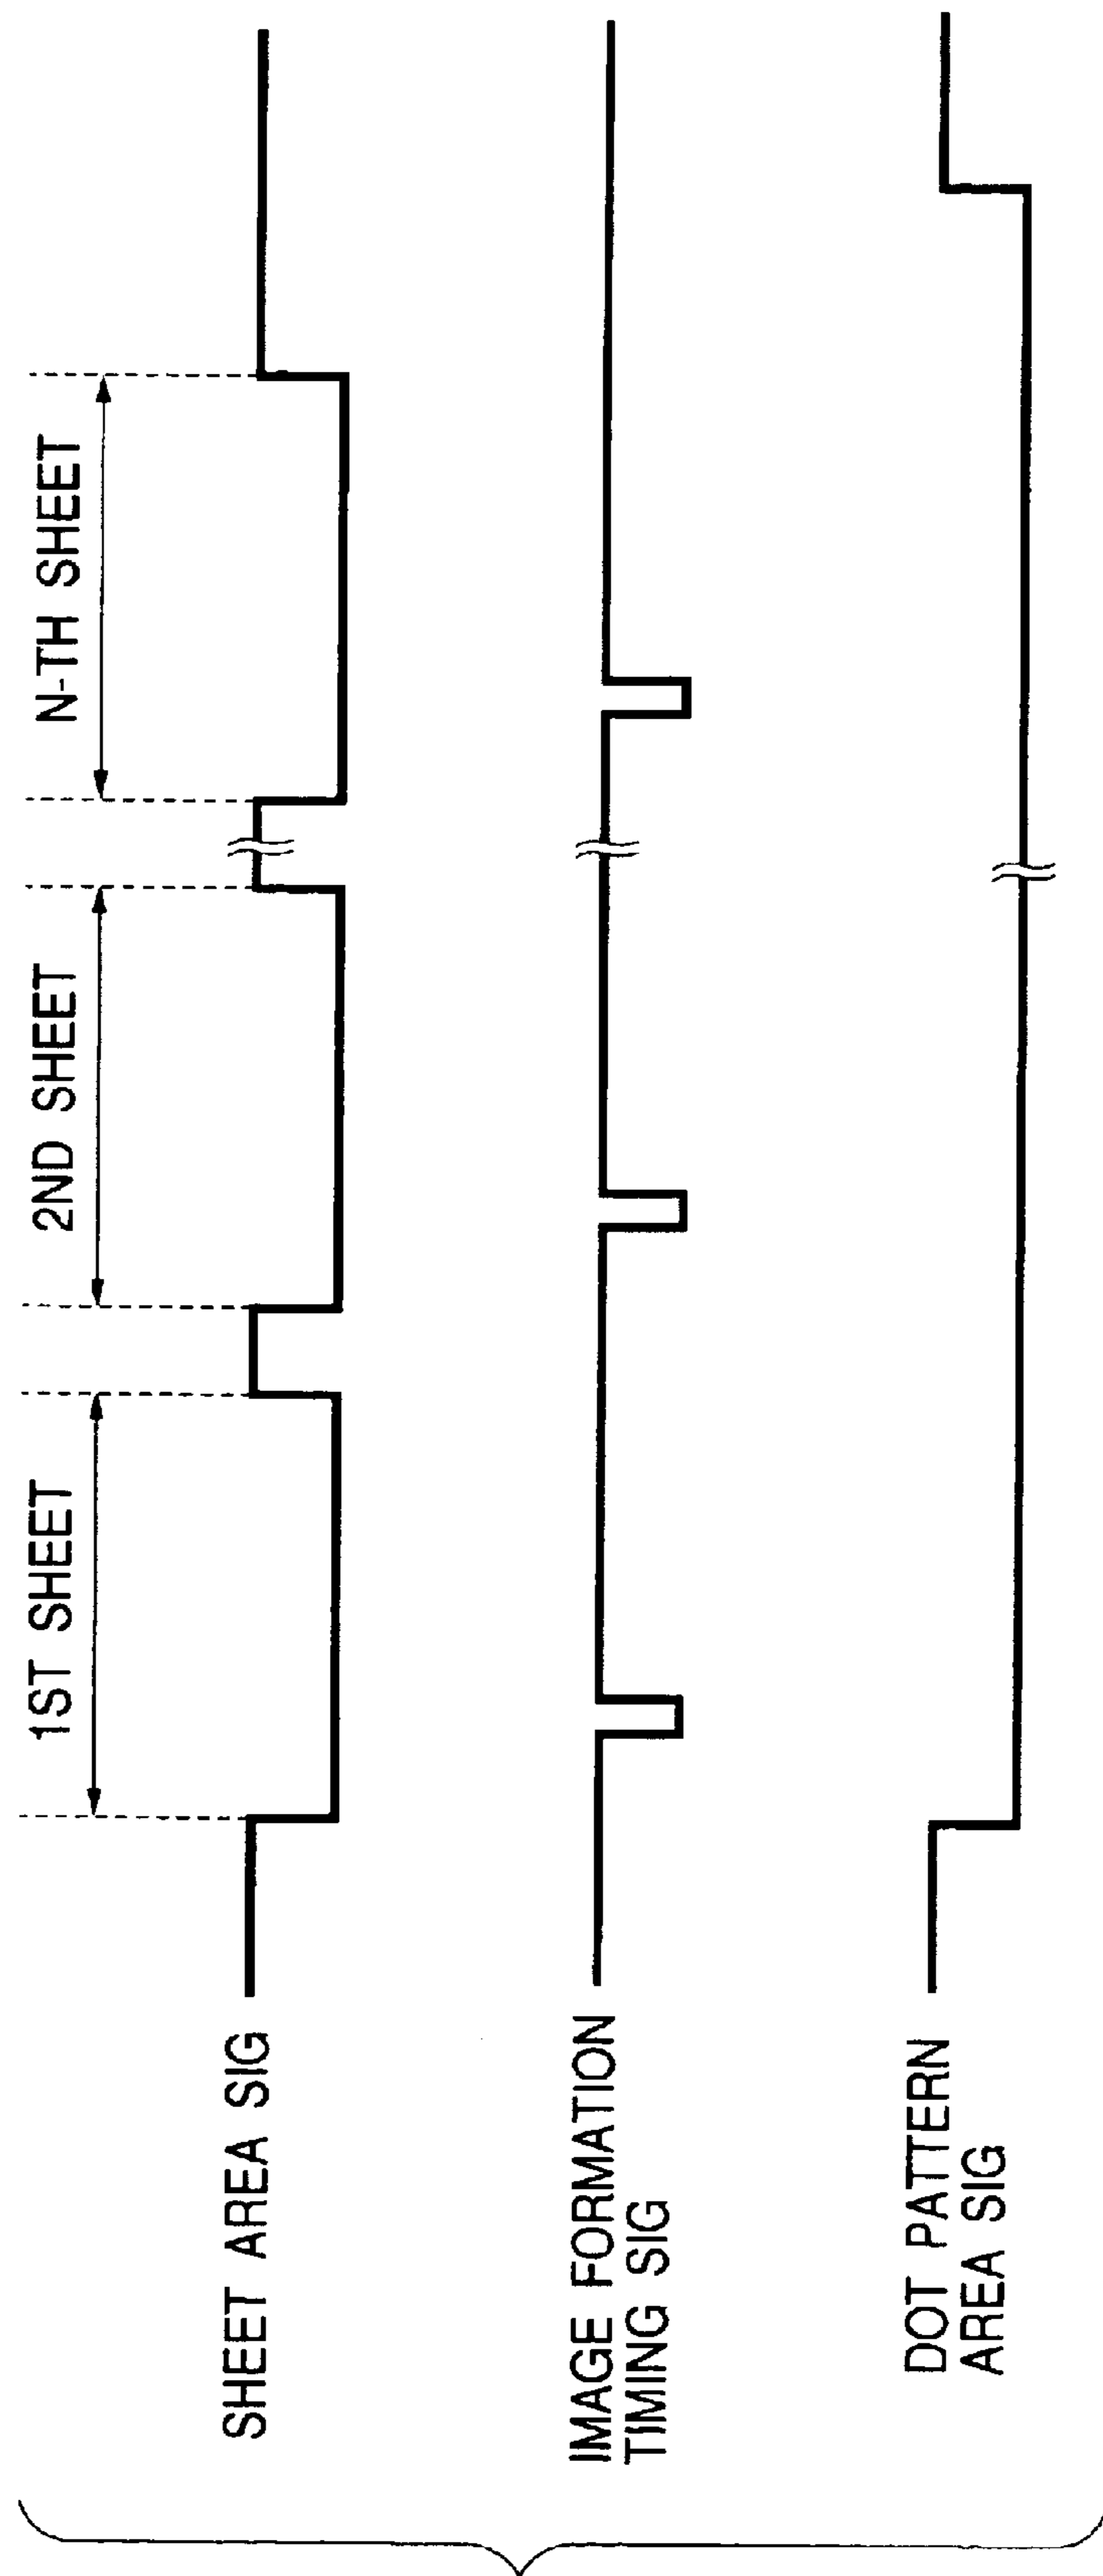 1ST SHEET
2ND SHEET
N-TH SHEET
SHEET AREA SIG
IMAGE FORMATION
TIMING SIG
DOT PATTERN
AREA SIG